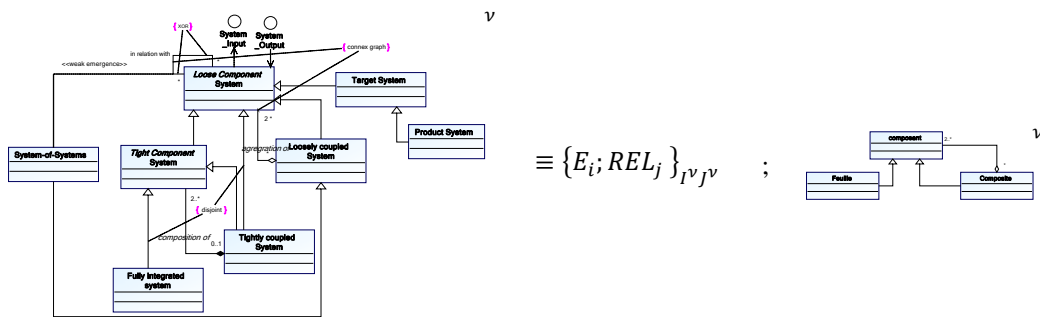 ν
{ XOR }
System
_Input
System
_Output
in relation with
{ connex graph }
<<weak emergence>>
*
*
Loose Component
System
Target System
2..*
Product System
System-of-Systems
Tight Component
System
agregration of
Loosely coupled
System
≡ {E_i; REL_j}_{I^ν J^ν} ;
ν
component
2..*
Feuille
Composite
2..*
{ disjoint }
composition of
0..1
Tightly coupled
System
Fully Integrated
system